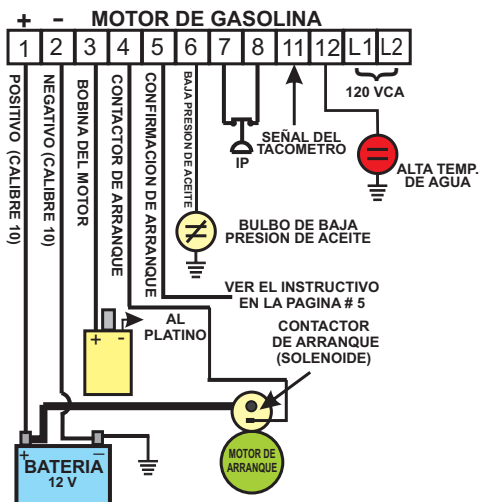 + - MOTOR DE GASOLINA
1 2 3 4 5 6 7 8 11 12 L1 L2
POSITIVO (CALIBRE 10)
NEGATIVO (CALIBRE 10)
BOBINA DEL MOTOR
CONTACTOR DE ARRANQUE
CONFIRMACION DE ARRANQUE
BAJA PRESION DE ACEITE
IP
SEÑAL DEL
TACOMETRO
120 VCA
ALTA TEMP.
DE AGUA
BULBO DE BAJA
PRESION DE ACEITE
VER EL INSTRUCTIVO
EN LA PAGINA # 5
AL
PLATINO
+ -
CONTACTOR
DE ARRANQUE
(SOLENOIDE)
MOTOR DE
ARRANQUE
+ -
BATERIA
12 V